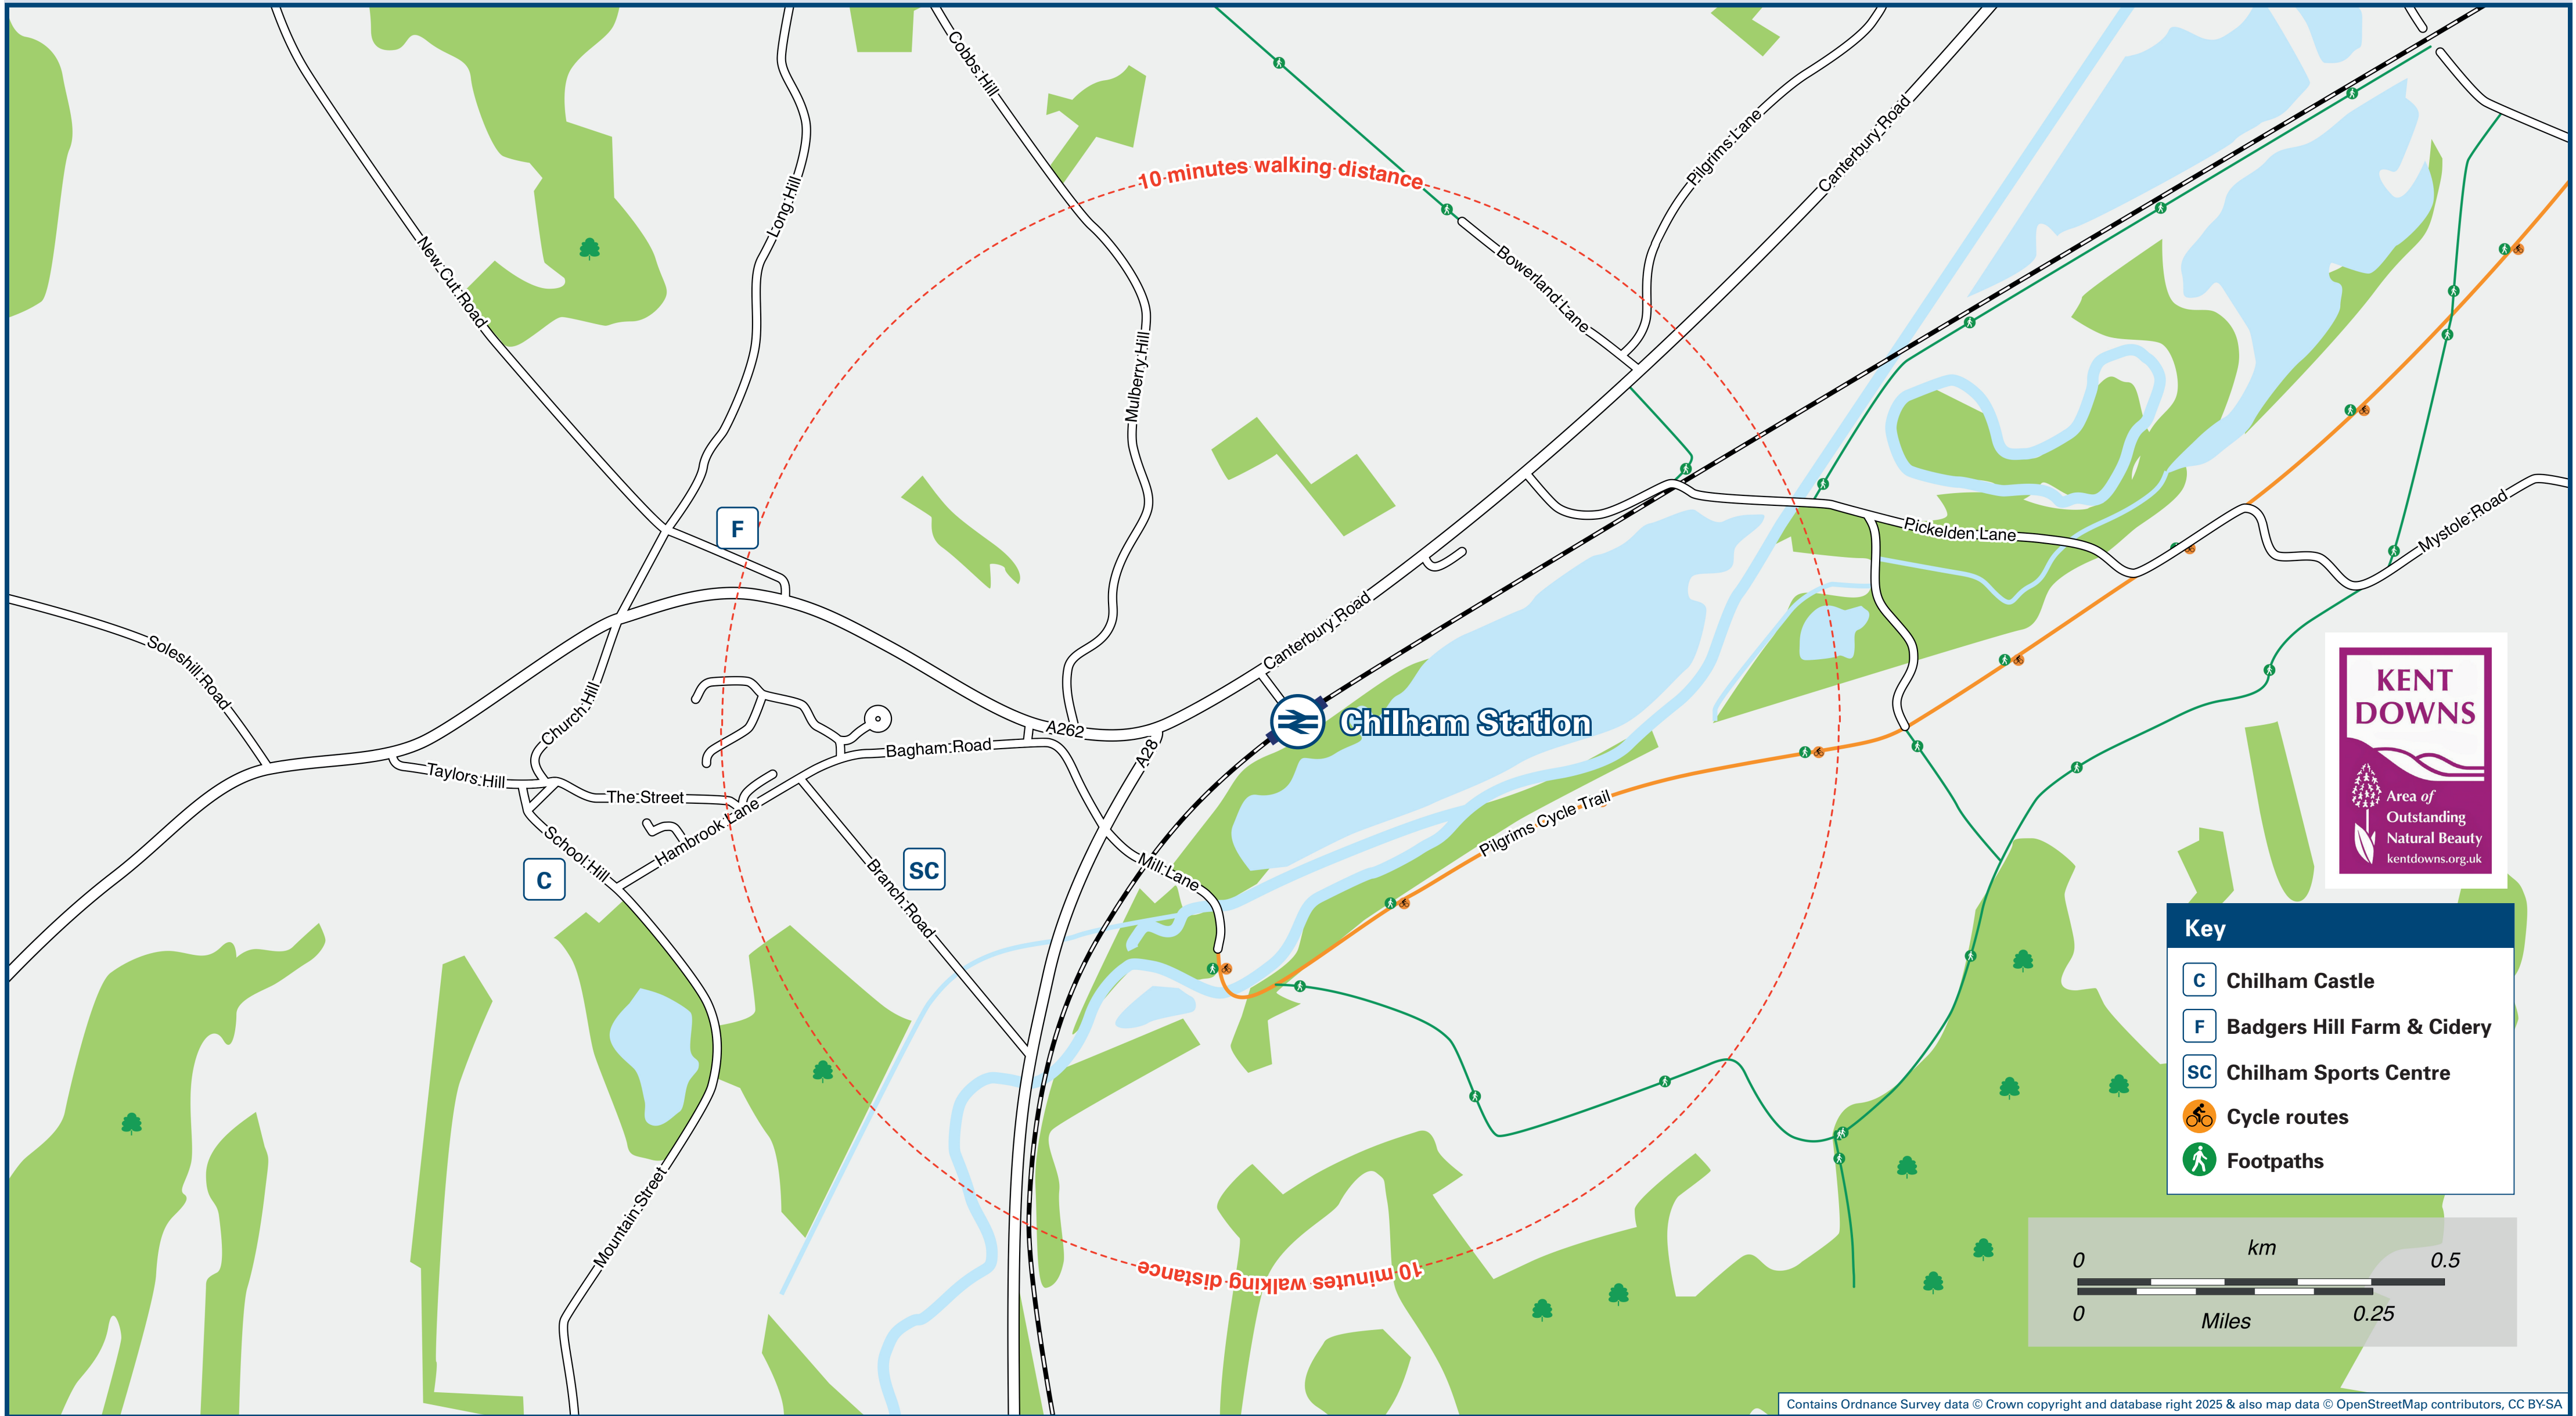 Cobbs Hill
10 minutes walking distance
Pilgrims Lane
Canterbury Road
Long Hill
New Cut Road
Bowerland Lane
Mulberry Hill
F
Pickelden Lane
Mystole Road
Soleshill Road
Church Hill
Canterbury Road
A262
A28
Bagham Road
Chilham Station
Taylors Hill
The Street
Hambrook Lane
School Hill
C
SC
Branch Road
Mill Lane
Pilgrims Cycle Trail
Mountain Street
10 minutes walking distance
KENT
DOWNS
Area of
Outstanding
Natural Beauty
kentdowns.org.uk
Key
C Chilham Castle
F Badgers Hill Farm & Cidery
SC Chilham Sports Centre
Cycle routes
Footpaths
km
0 0.5
0 0.25
Miles
Contains Ordnance Survey data © Crown copyright and database right 2025 & also map data © OpenStreetMap contributors, CC BY-SA